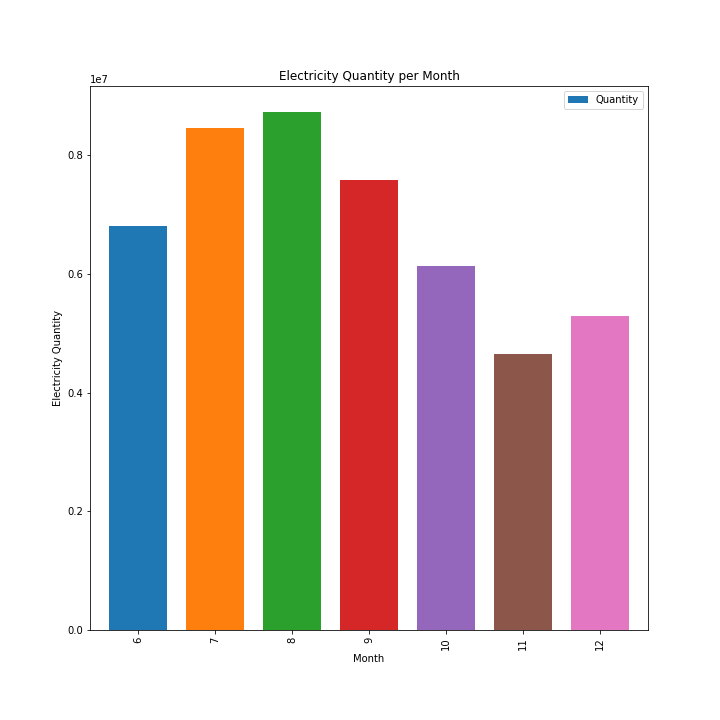 Electricity Quantity per Month
1e7
Quantity
0.8
0.6
0.4
0.2
0.0
Electricity Quantity
6 7 8 9 10 11 12
Month